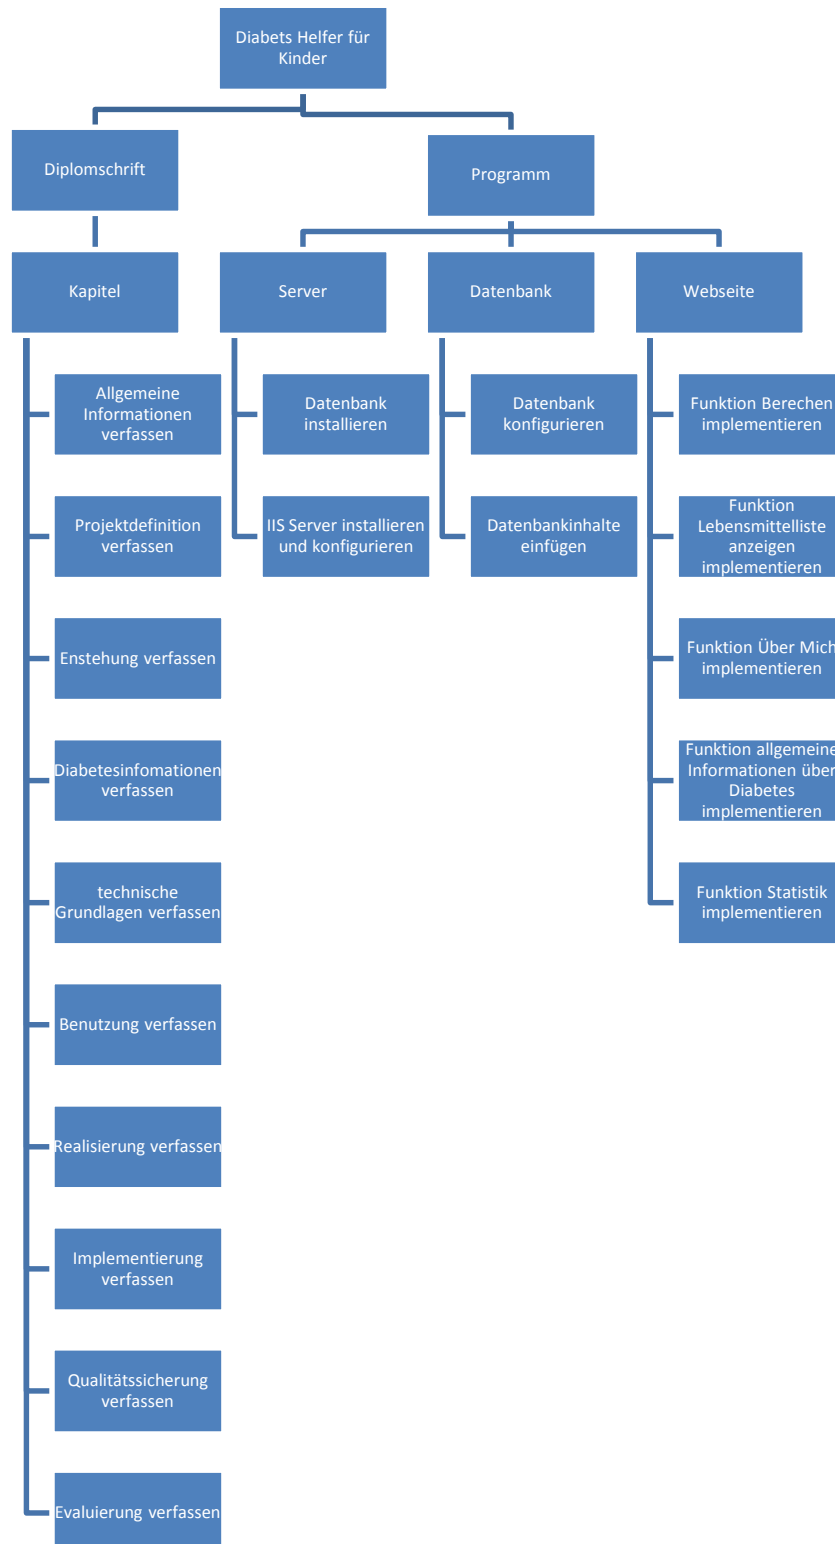 Diabets Helfer für
Kinder
Diplomschrift
Programm
Kapitel
Server
Datenbank
Webseite
Allgemeine
Informationen
verfassen
Projektdefinition
verfassen
Enstehung verfassen
Diabetesinfomationen
verfassen
technische
Grundlagen verfassen
Benutzung verfassen
Realisierung verfassen
Implementierung
verfassen
Qualitätssicherung
verfassen
Evaluierung verfassen
Datenbank
installieren
IIS Server installieren
und konfigurieren
Datenbank
konfigurieren
Datenbankinhalte
einfügen
Funktion Berechen
implementieren
Funktion
Lebensmittelliste
anzeigen
implementieren
Funktion Über Mich
implementieren
Funktion allgemeine
Informationen über
Diabetes
implementieren
Funktion Statistik
implementieren